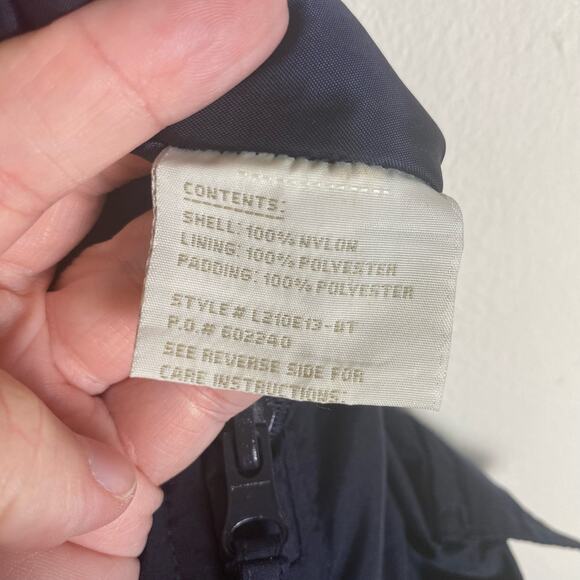 CONTENTS:
SHELL: 100% NYLON
LINING: 100% POLYESTER
PADDING: 100% POLYESTER
STYLE# L210E13-BT
P.O.# 602240
SEE REVERSE SIDE FOR
CARE INSTRUCTIONS: